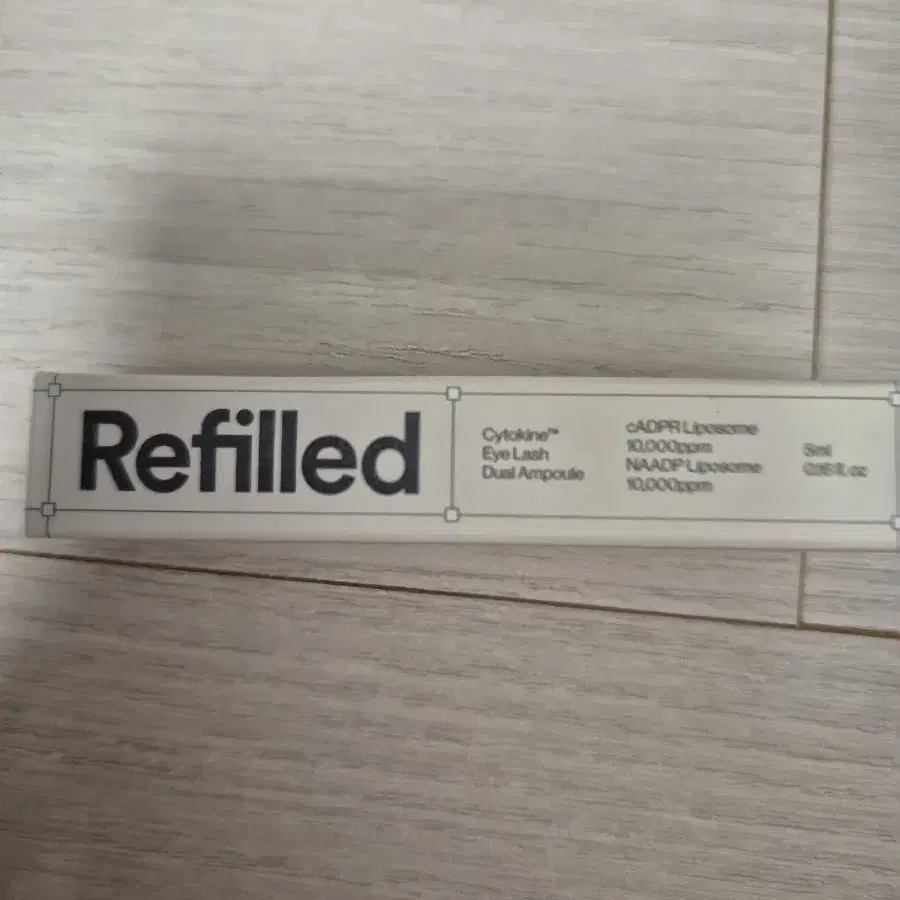 Refilled
Cytokine™
Eye Lash
Dual Ampoule
cADPR Liposome
10,000ppm
NAADP Liposome
10,000ppm
5ml
0.16 fl. oz